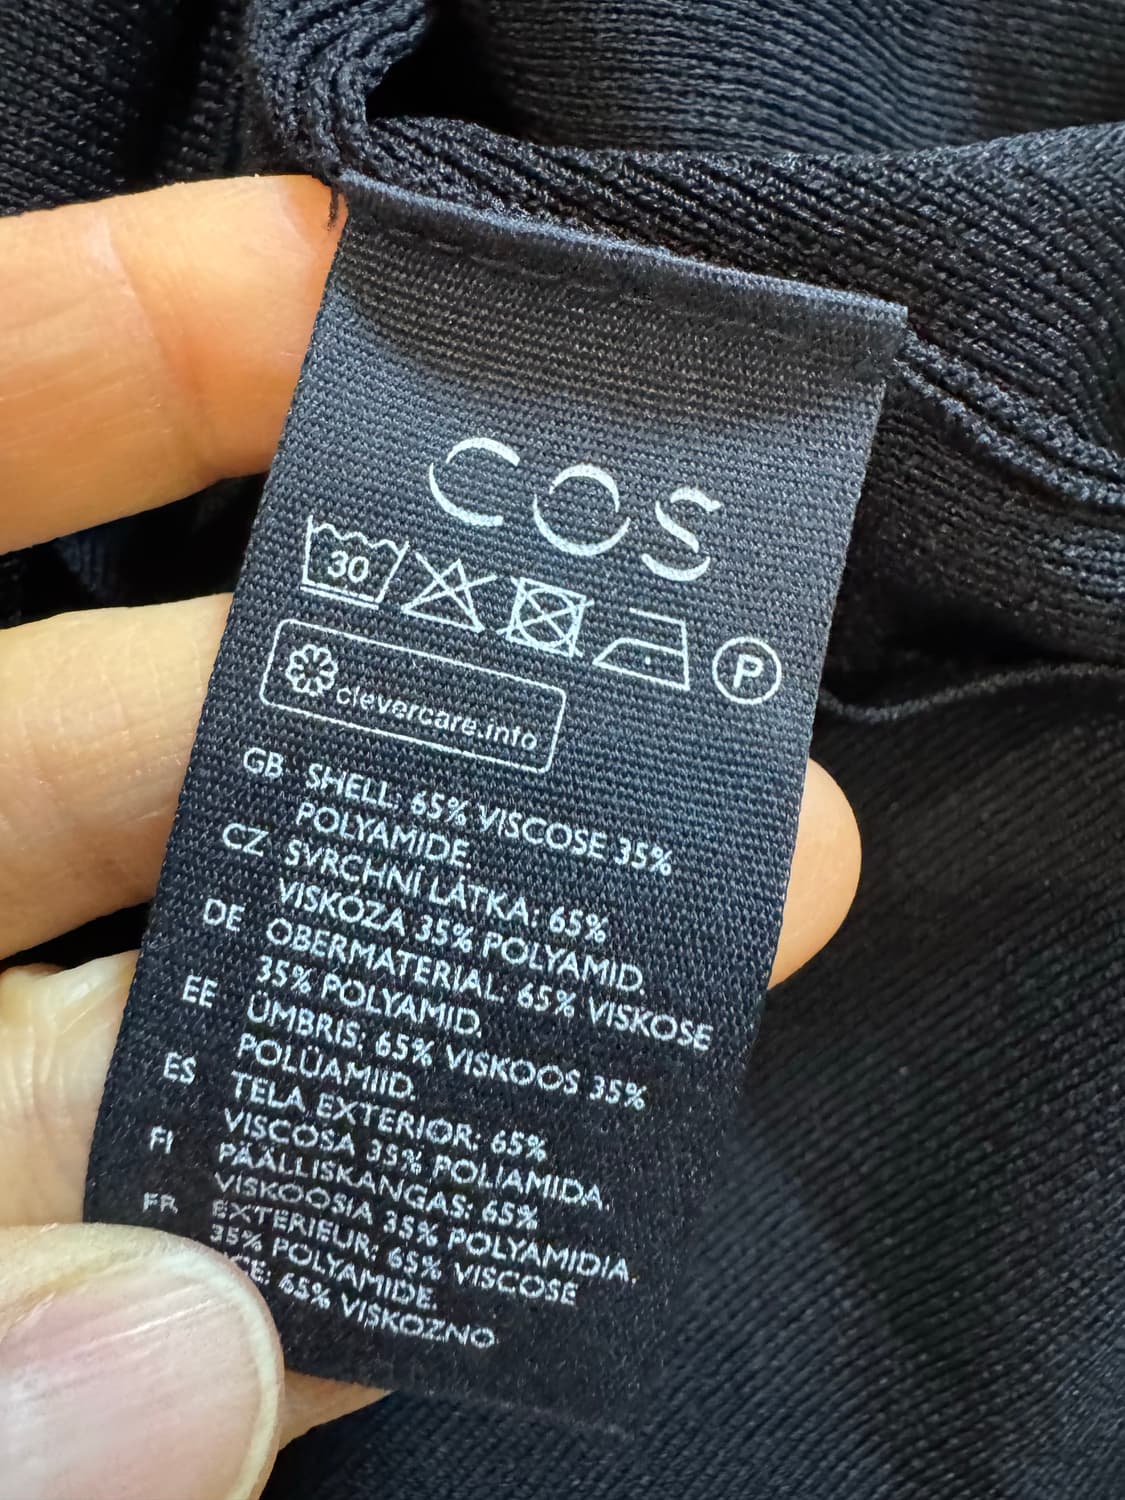 COS
30
P
clevercare.info
GB SHELL: 65% VISCOSE 35%
POLYAMIDE.
CZ SVRCHNÍ LÁTKA: 65%
VISKÓZA 35% POLYAMID.
DE OBERMATERIAL: 65% VISKOSE
35% POLYAMID.
EE ÜMBRIS: 65% VISKOOS 35%
POLÜAMIID.
ES TELA EXTERIOR: 65%
VISCOSA 35% POLIAMIDA.
FI PÄÄLLISKANGAS: 65%
VISKOOSIA 35% POLYAMIDIA.
FR EXTERIEUR: 65% VISCOSE
35% POLYAMIDE.
65% VISKOZNO